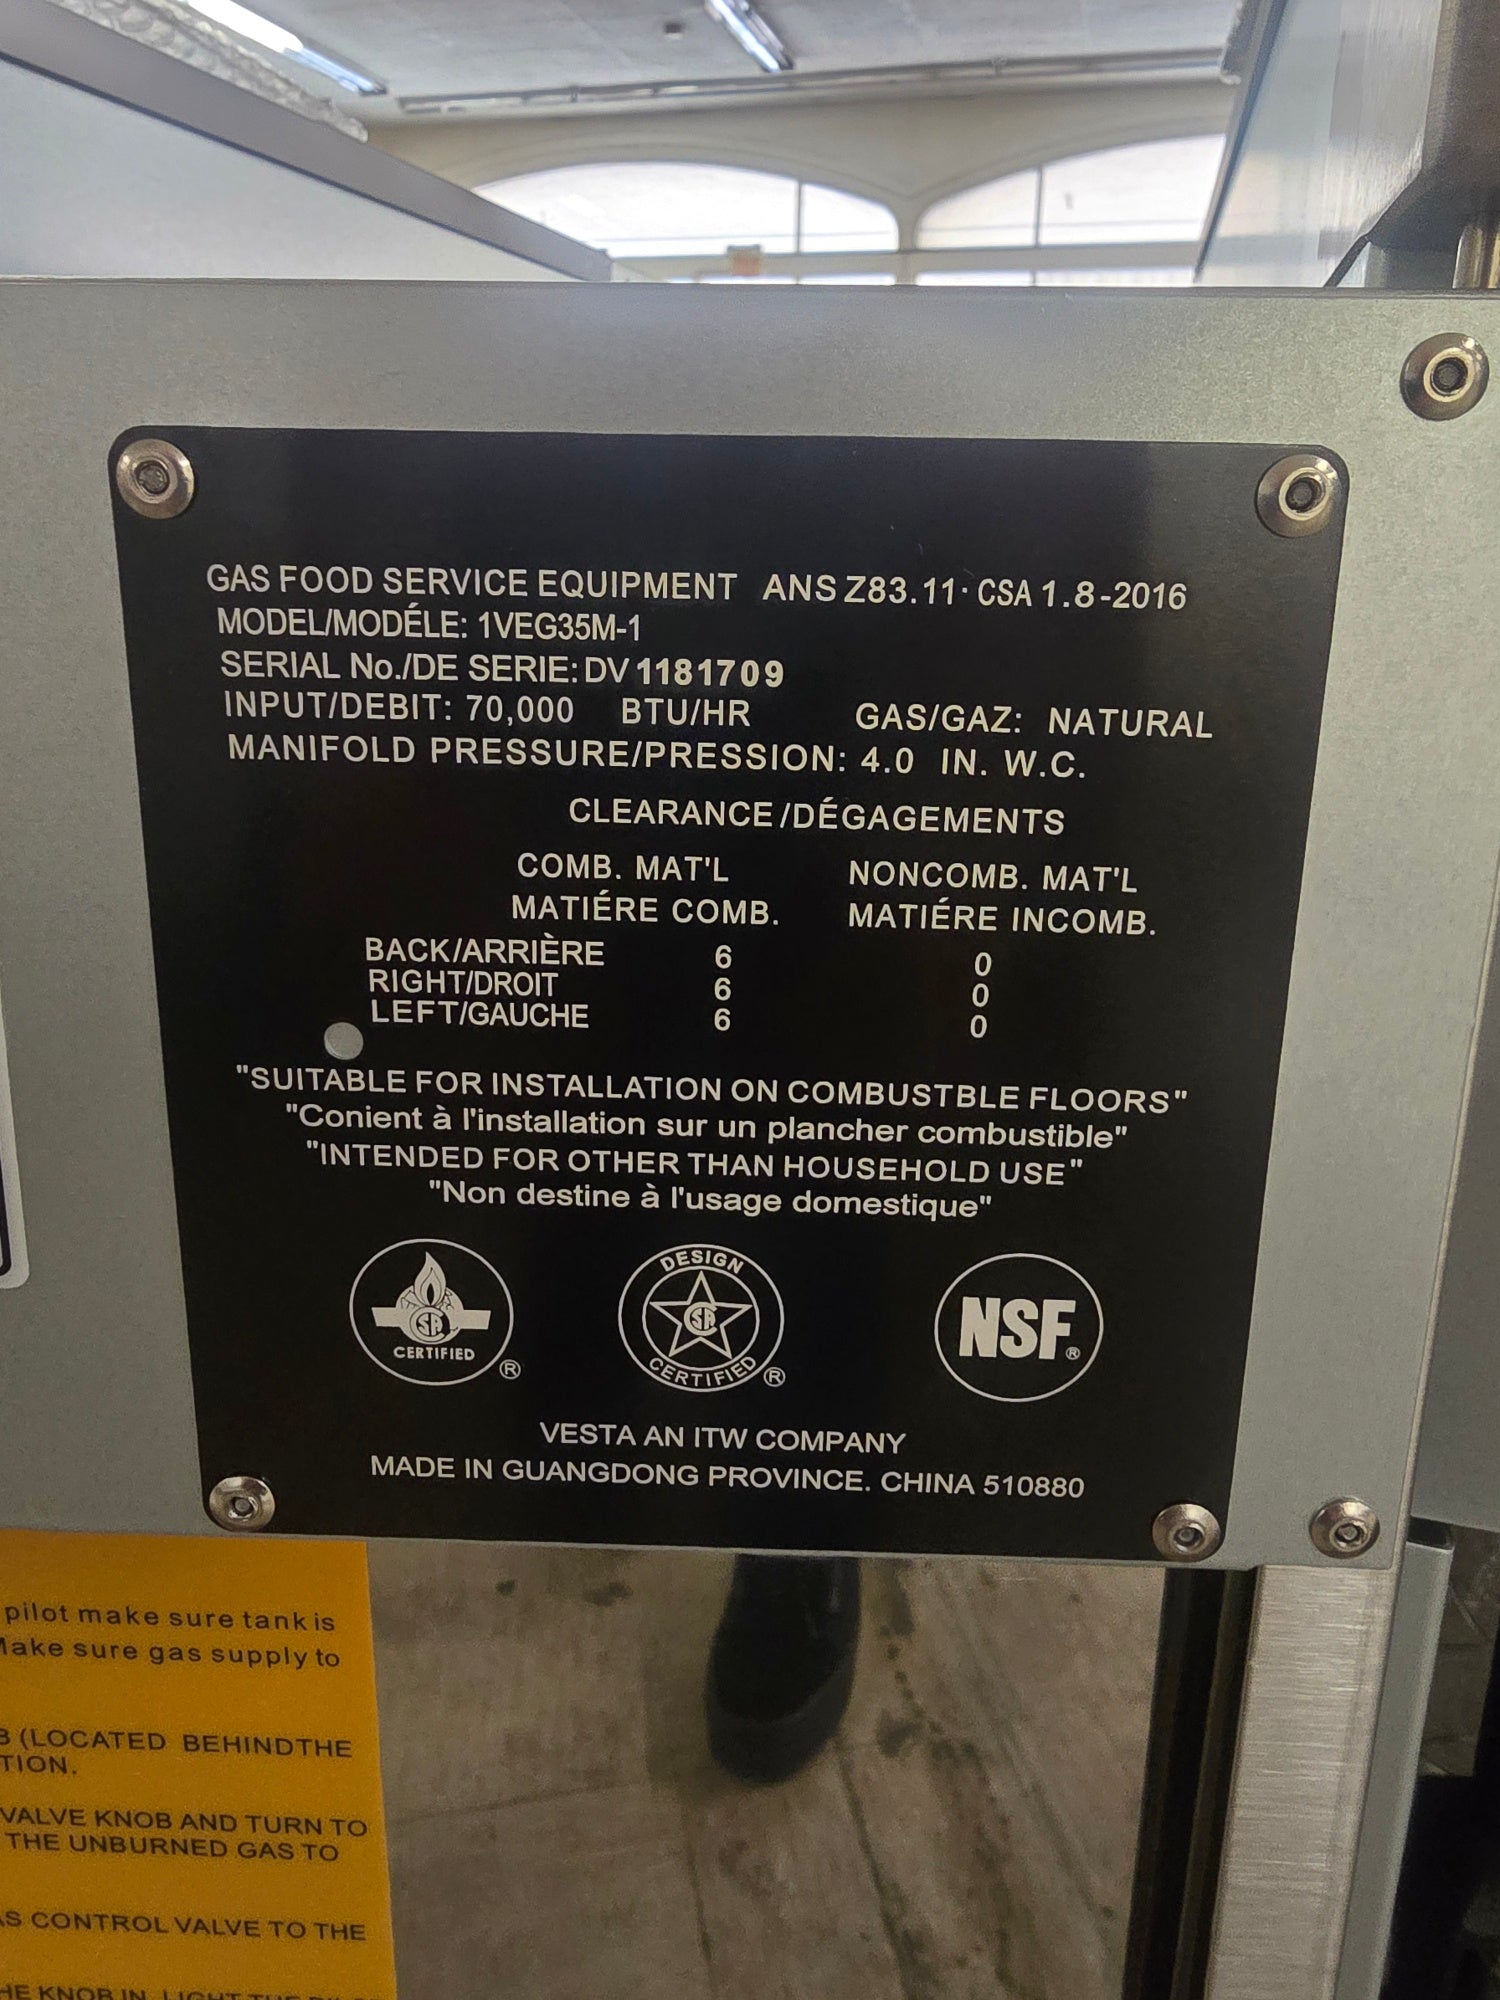 GAS FOOD SERVICE EQUIPMENT ANS Z83.11· CSA 1.8-2016
MODEL/MODÉLE: 1VEG35M-1
SERIAL No./DE SERIE: DV 1181709
INPUT/DEBIT: 70,000 BTU/HR GAS/GAZ: NATURAL
MANIFOLD PRESSURE/PRESSION: 4.0 IN. W.C.
CLEARANCE/DÉGAGEMENTS
COMB. MAT'L NONCOMB. MAT'L
MATIÉRE COMB. MATIÉRE INCOMB.
BACK/ARRIÈRE 6 0
RIGHT/DROIT 6 0
LEFT/GAUCHE 6 0
"SUITABLE FOR INSTALLATION ON COMBUSTBLE FLOORS"
"Conient à l'installation sur un plancher combustible"
"INTENDED FOR OTHER THAN HOUSEHOLD USE"
"Non destine à l'usage domestique"
SA CERTIFIED ®
DESIGN SA CERTIFIED ®
NSF®
VESTA AN ITW COMPANY
MADE IN GUANGDONG PROVINCE. CHINA 510880
pilot make sure tank is
Make sure gas supply to
(LOCATED BEHINDTHE
TION.
VALVE KNOB AND TURN TO
THE UNBURNED GAS TO
CONTROL VALVE TO THE
KNOB IN, LIGHT THE